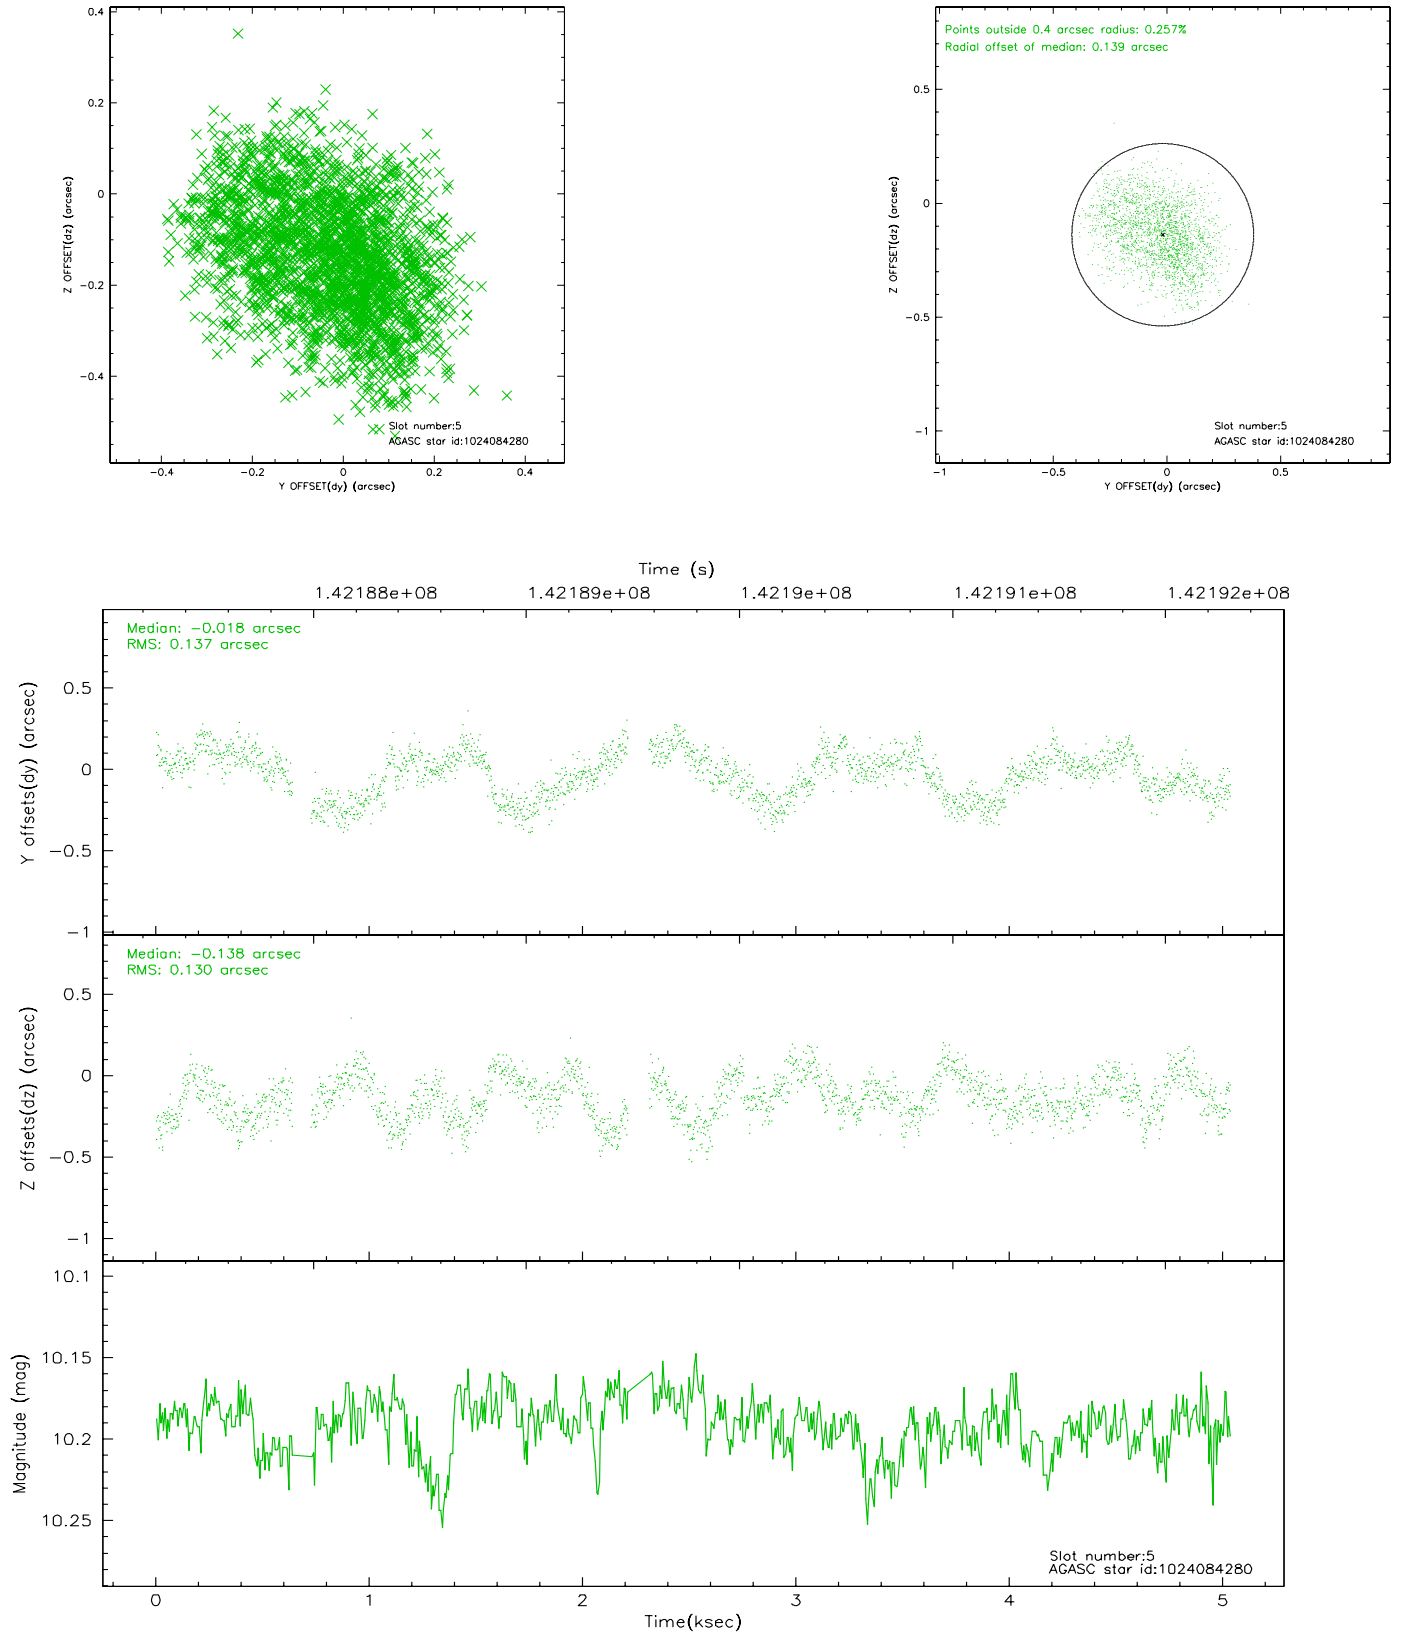 0.4
0.2
0
−0.2
−0.4
−0.4
−0.2
0
0.2
0.4
Z OFFSET(dz) (arcsec)
Y OFFSET(dy) (arcsec)
Slot number:5
AGASC star id:1024084280
Points outside 0.4 arcsec radius: 0.257%
Radial offset of median: 0.139 arcsec
0.5
0
−0.5
−1
−1
−0.5
0
0.5
Z OFFSET(dz) (arcsec)
Y OFFSET(dy) (arcsec)
Slot number:5
AGASC star id:1024084280
Time (s)
1.42188e+08
1.42189e+08
1.4219e+08
1.42191e+08
1.42192e+08
Median: −0.018 arcsec
RMS: 0.137 arcsec
0.5
0
−0.5
−1
Y offsets(dy) (arcsec)
Median: −0.138 arcsec
RMS: 0.130 arcsec
0.5
0
−0.5
−1
Z offsets(dz) (arcsec)
10.1
10.15
10.2
10.25
Magnitude (mag)
Slot number:5
AGASC star id:1024084280
0
1
2
3
4
5
Time(ksec)